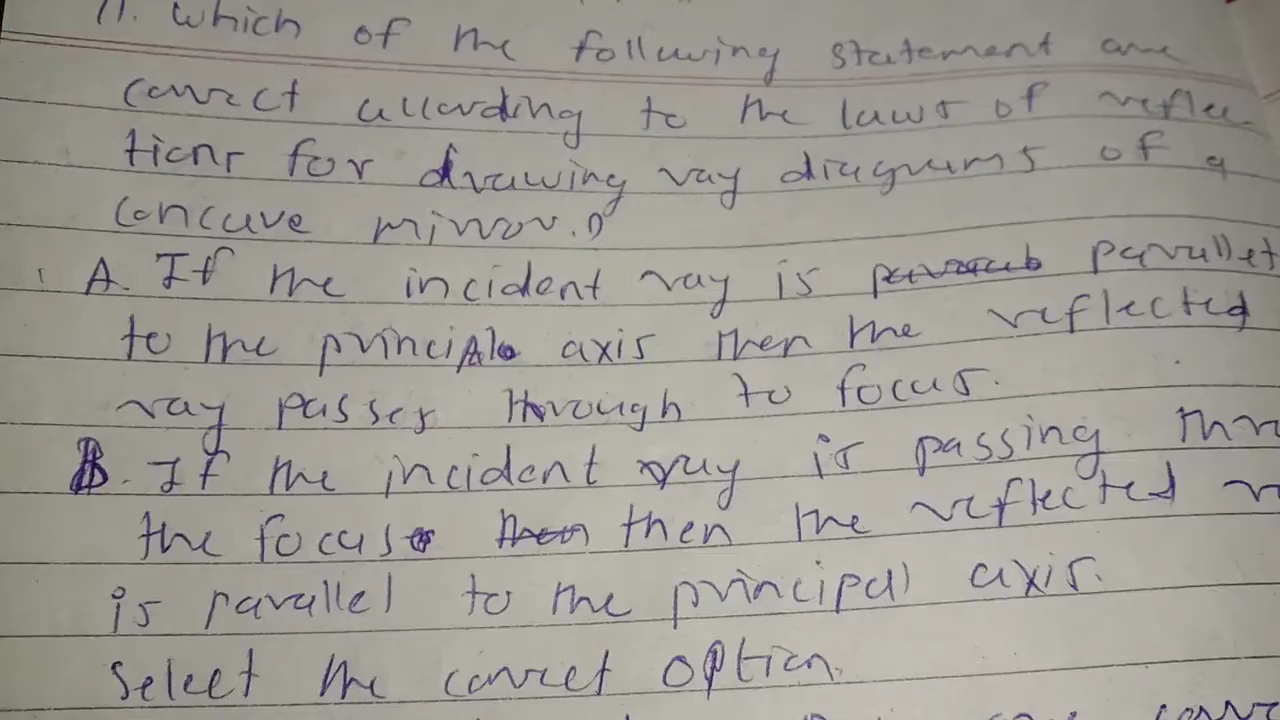 11. Which of the following statement are
correct according to the laws of reflec-
tions for drawing ray diagrams of a
concave mirror.?
A. If the incident ray is parallel
to the principle axis then the reflected
ray passes through to focus.
B. If the incident ray is passing thro
the focus then the reflected r
is parallel to the principal axis.
Select the correct option.